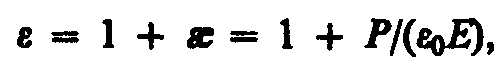 ε = 1 + æ = 1 + P/(ε₀E),